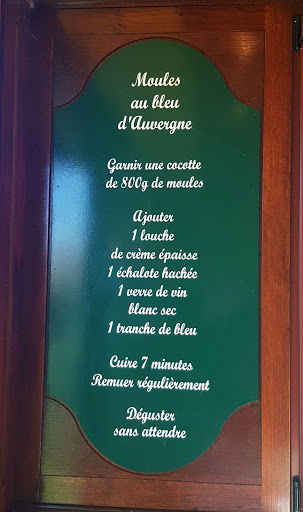 Moules
au bleu
d'Auvergne
Garnir une cocotte
de 800g de moules
Ajouter
1 louche
de crème épaisse
1 échalote hachée
1 verre de vin
blanc sec
1 tranche de bleu
Cuire 7 minutes
Remuer régulièrement
Déguster
sans attendre